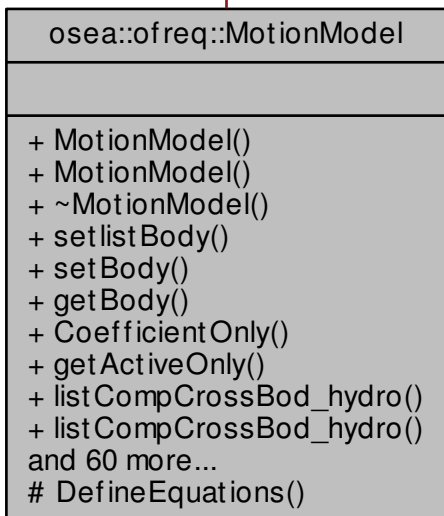 osea::ofreq::MotionModel
+ MotionModel()
+ MotionModel()
+ ~MotionModel()
+ setlistBody()
+ setBody()
+ getBody()
+ CoefficientOnly()
+ getActiveOnly()
+ listCompCrossBod_hydro()
+ listCompCrossBod_hydro()
and 60 more...
# DefineEquations()